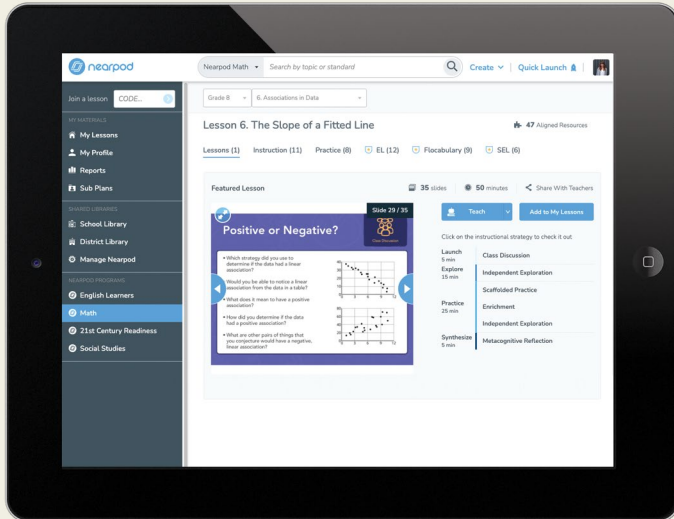 nearpod
Nearpod Math
Search by topic or standard
Create
Quick Launch
Join a lesson
CODE...
MY MATERIALS
My Lessons
My Profile
Reports
Sub Plans
SHARED LIBRARIES
School Library
District Library
Manage Nearpod
NEARPOD PROGRAMS
English Learners
Math
21st Century Readiness
Social Studies
Grade 8
6. Associations in Data
Lesson 6. The Slope of a Fitted Line
47 Aligned Resources
Lessons (1) Instruction (11) Practice (8) EL (12) Flocabulary (9) SEL (6)
Featured Lesson
35 slides
50 minutes
Share With Teachers
Slide 29 / 35
Positive or Negative?
Class Discussion
• Which strategy did you use to
determine if the data had a linear
association?
Would you be able to notice a linear
association from the data in a table?
What does it mean to have a positive
association?
• How did you determine if the data
had a positive association?
• What are other pairs of things that
you conjecture would have a negative,
linear association?
Teach
Add to My Lessons
Click on the instructional strategy to check it out
Launch
5 min
Class Discussion
Explore
15 min
Independent Exploration
Scaffolded Practice
Practice
25 min
Enrichment
Independent Exploration
Synthesize
5 min
Metacognitive Reflection